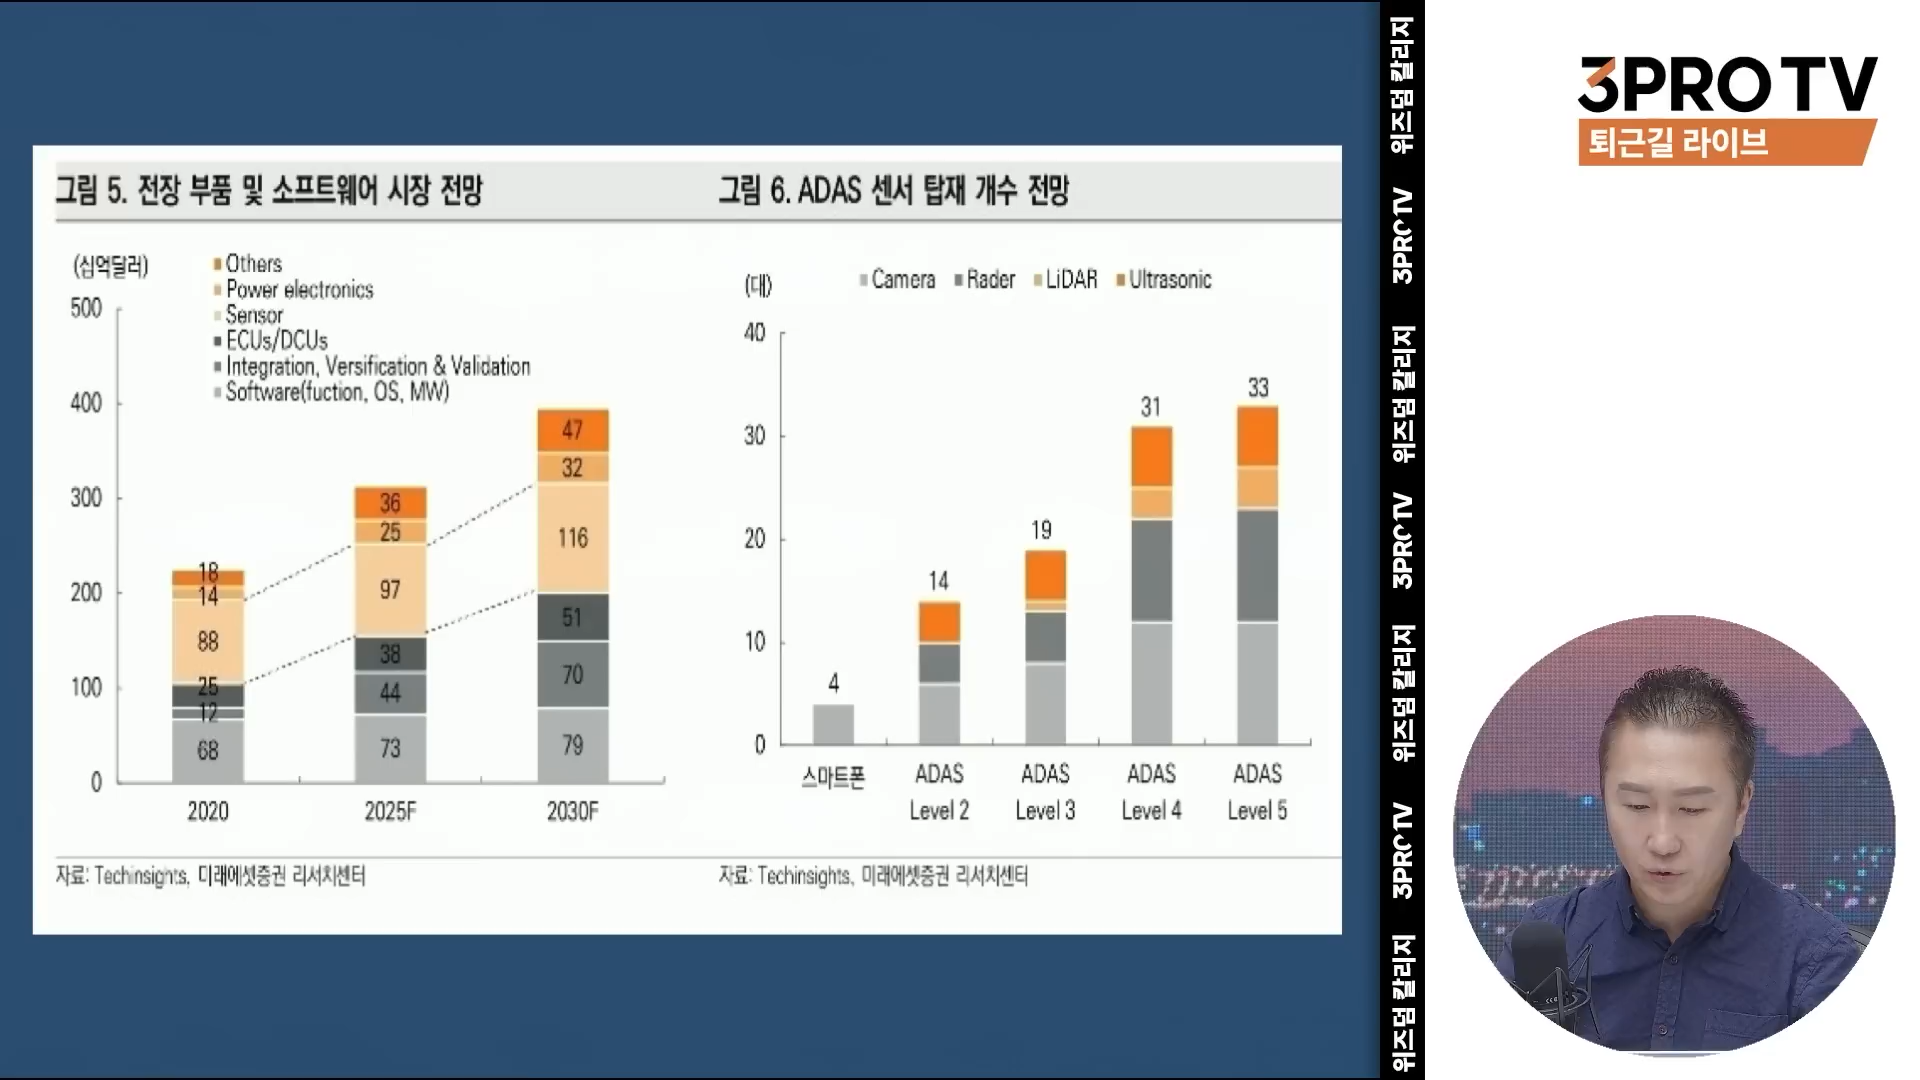 그림 5. 전장 부품 및 소프트웨어 시장 전망
(십억달러)
Others
Power electronics
Sensor
ECUs/DCUs
Integration, Versification & Validation
Software(fuction, OS, MW)
500
400
300
200
100
0
18
14
88
25
12
68
36
25
97
38
44
73
47
32
116
51
70
79
2020
2025F
2030F
자료: Techinsights, 미래에셋증권 리서치센터
그림 6. ADAS 센서 탑재 개수 전망
(대)
Camera
Rader
LiDAR
Ultrasonic
40
30
20
10
0
4
14
19
31
33
스마트폰
ADAS
Level 2
ADAS
Level 3
ADAS
Level 4
ADAS
Level 5
자료: Techinsights, 미래에셋증권 리서치센터
위즈덤 칼리지
3PROTV
위즈덤 칼리지
3PROTV
위즈덤 칼리지
3PROTV
위즈덤 칼리지
3PRO TV
퇴근길 라이브